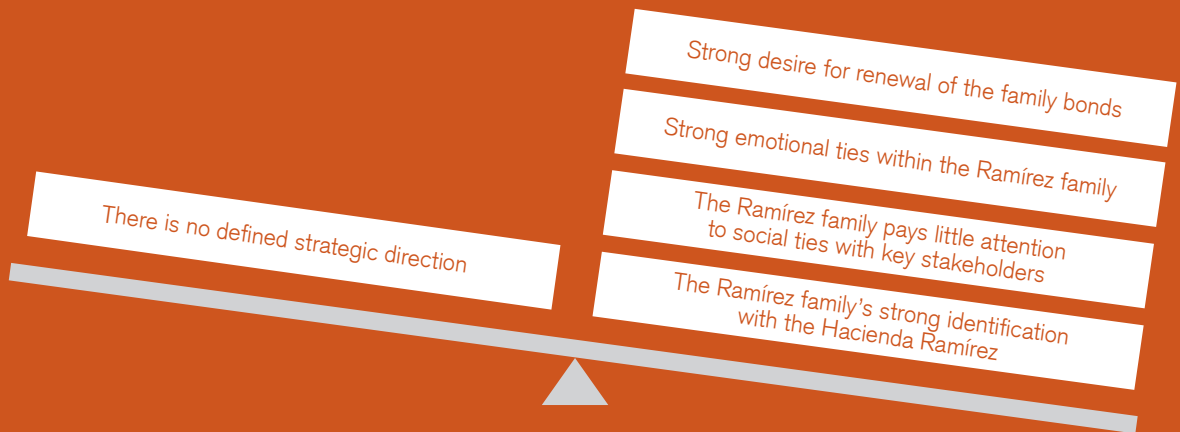 There is no defined strategic direction
Strong desire for renewal of the family bonds
Strong emotional ties within the Ramírez family
The Ramírez family pays little attention
to social ties with key stakeholders
The Ramírez family’s strong identification
with the Hacienda Ramírez